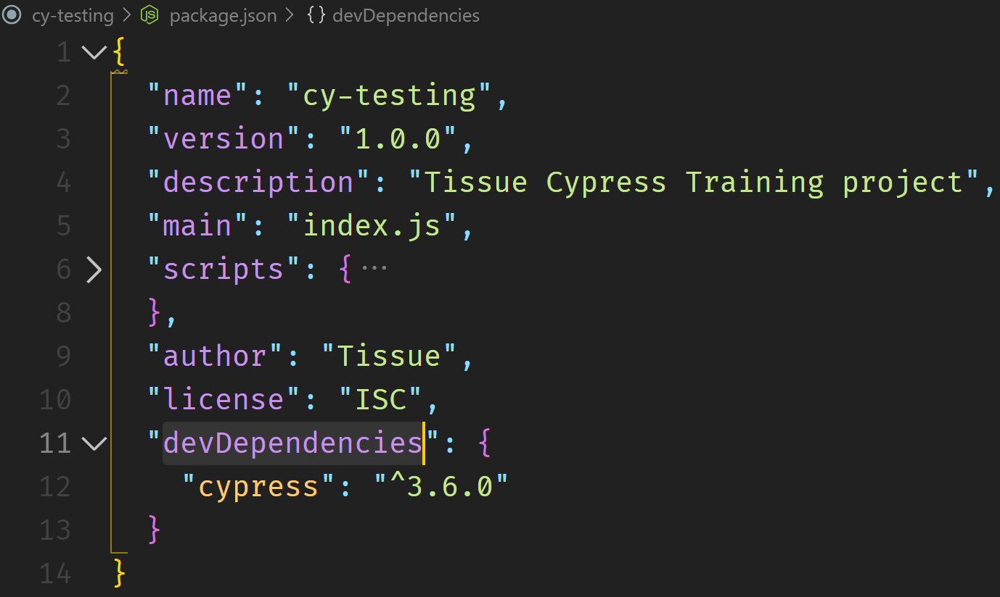 cy-testing > package.json > {} devDependencies
1 {
2 "name": "cy-testing",
3 "version": "1.0.0",
4 "description": "Tissue Cypress Training project",
5 "main": "index.js",
6 "scripts": { ···
8 },
9 "author": "Tissue",
10 "license": "ISC",
11 "devDependencies": {
12 "cypress": "^3.6.0"
13 }
14 }